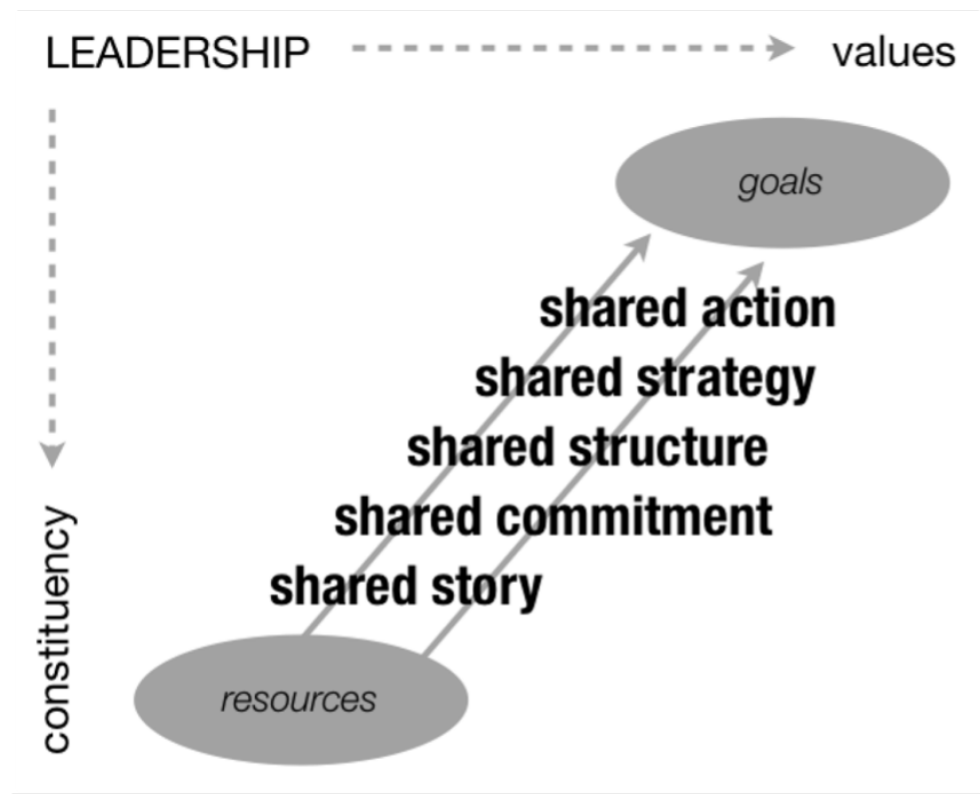 LEADERSHIP
values
goals
shared action
shared strategy
shared structure
shared commitment
shared story
constituency
resources